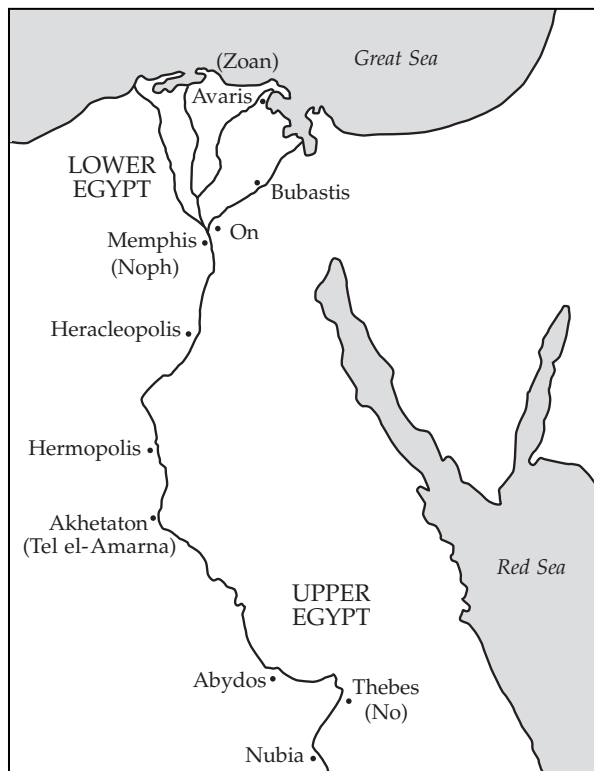 (Zoan)
Great Sea
Avaris
LOWER
EGYPT
Bubastis
On
Memphis
(Noph)
Heracleopolis
Hermopolis
Akhetaton
(Tel el-Amarna)
Red Sea
UPPER
EGYPT
Abydos
Thebes
(No)
Nubia